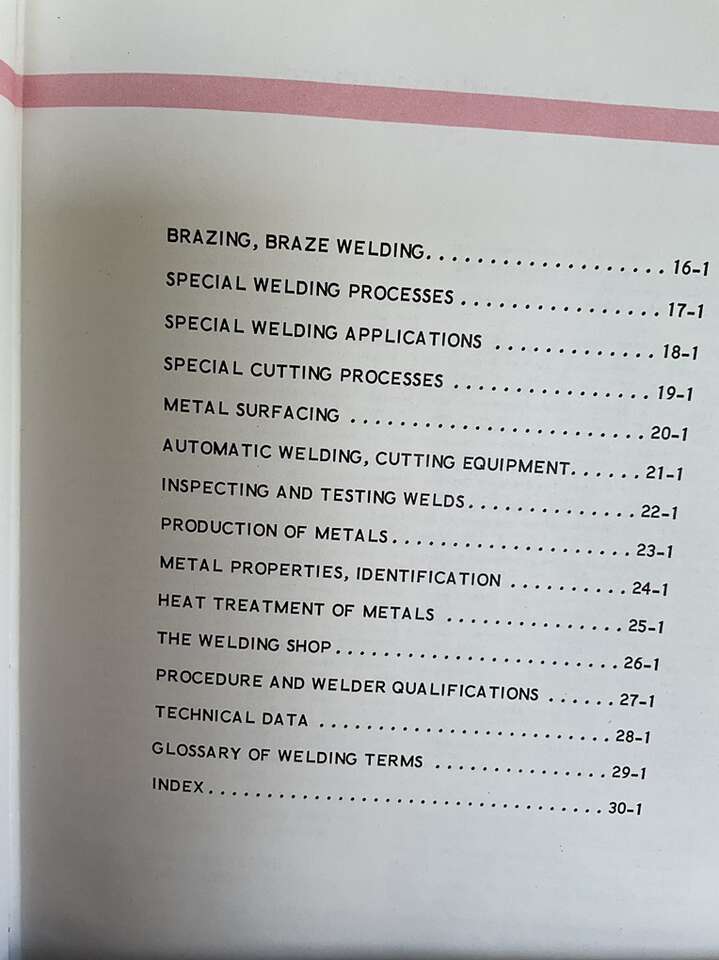 BRAZING, BRAZE WELDING. . . . . . . . . . . . . . . . . . . 16-1
SPECIAL WELDING PROCESSES . . . . . . . . . . . . . . . . 17-1
SPECIAL WELDING APPLICATIONS . . . . . . . . . . . . . 18-1
SPECIAL CUTTING PROCESSES . . . . . . . . . . . . . . . . 19-1
METAL SURFACING . . . . . . . . . . . . . . . . . . . . . . . . 20-1
AUTOMATIC WELDING, CUTTING EQUIPMENT. . . . . . 21-1
INSPECTING AND TESTING WELDS. . . . . . . . . . . . . . 22-1
PRODUCTION OF METALS. . . . . . . . . . . . . . . . . . . . 23-1
METAL PROPERTIES, IDENTIFICATION . . . . . . . . . . 24-1
HEAT TREATMENT OF METALS . . . . . . . . . . . . . . . 25-1
THE WELDING SHOP. . . . . . . . . . . . . . . . . . . . . . . . 26-1
PROCEDURE AND WELDER QUALIFICATIONS . . . . . . 27-1
TECHNICAL DATA . . . . . . . . . . . . . . . . . . . . . . . . . 28-1
GLOSSARY OF WELDING TERMS . . . . . . . . . . . . . . . 29-1
INDEX. . . . . . . . . . . . . . . . . . . . . . . . . . . . . . . . . . 30-1